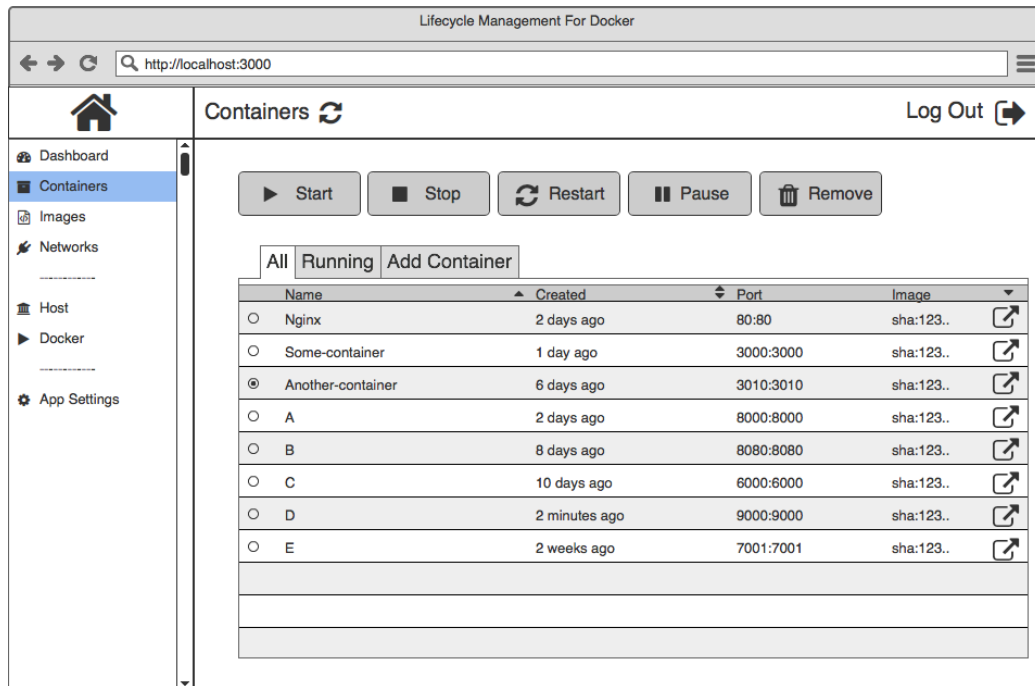 Lifecycle Management For Docker
http://localhost:3000
Containers
Log Out
Dashboard
Containers
Images
Networks
-----------
Host
Docker
-----------
App Settings
Start Stop Restart Pause Remove
All Running Add Container
Name Created Port Image
Nginx 2 days ago 80:80 sha:123..
Some-container 1 day ago 3000:3000 sha:123..
Another-container 6 days ago 3010:3010 sha:123..
A 2 days ago 8000:8000 sha:123..
B 8 days ago 8080:8080 sha:123..
C 10 days ago 6000:6000 sha:123..
D 2 minutes ago 9000:9000 sha:123..
E 2 weeks ago 7001:7001 sha:123..